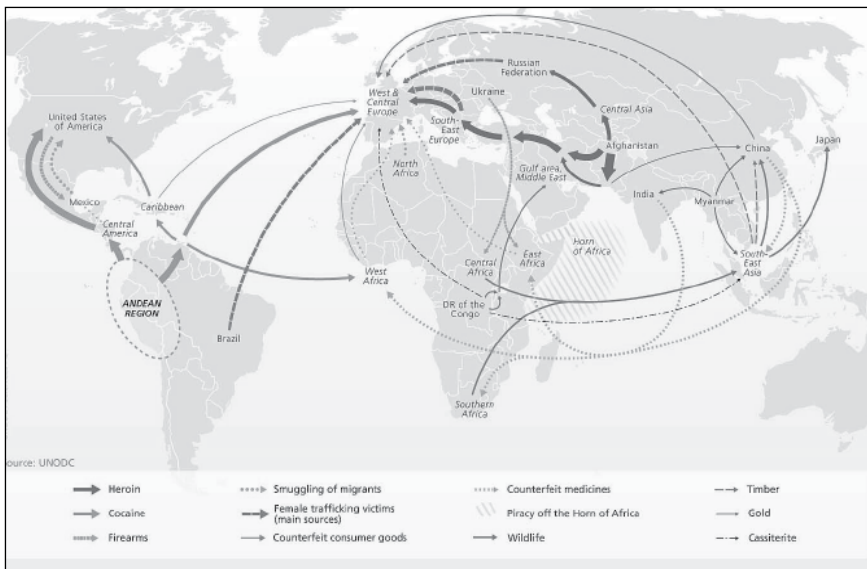 Russian
Federation
West &
Central
Europe
Ukraine
Central Asia
United States
of America
South-
East
Europe
Afghanistan
China
Japan
North
Africa
Gulf area,
Middle East
Mexico
Caribbean
India
Myanmar
Central
America
Horn
of Africa
South-
East
Asia
West
Africa
Central
Africa
East
Africa
ANDEAN
REGION
DR of the
Congo
Brazil
Southern
Africa
ource: UNODC
Heroin
Smuggling of migrants
Counterfeit medicines
Timber
Cocaine
Female trafficking victims
(main sources)
Piracy off the Horn of Africa
Gold
Firearms
Counterfeit consumer goods
Wildlife
Cassiterite